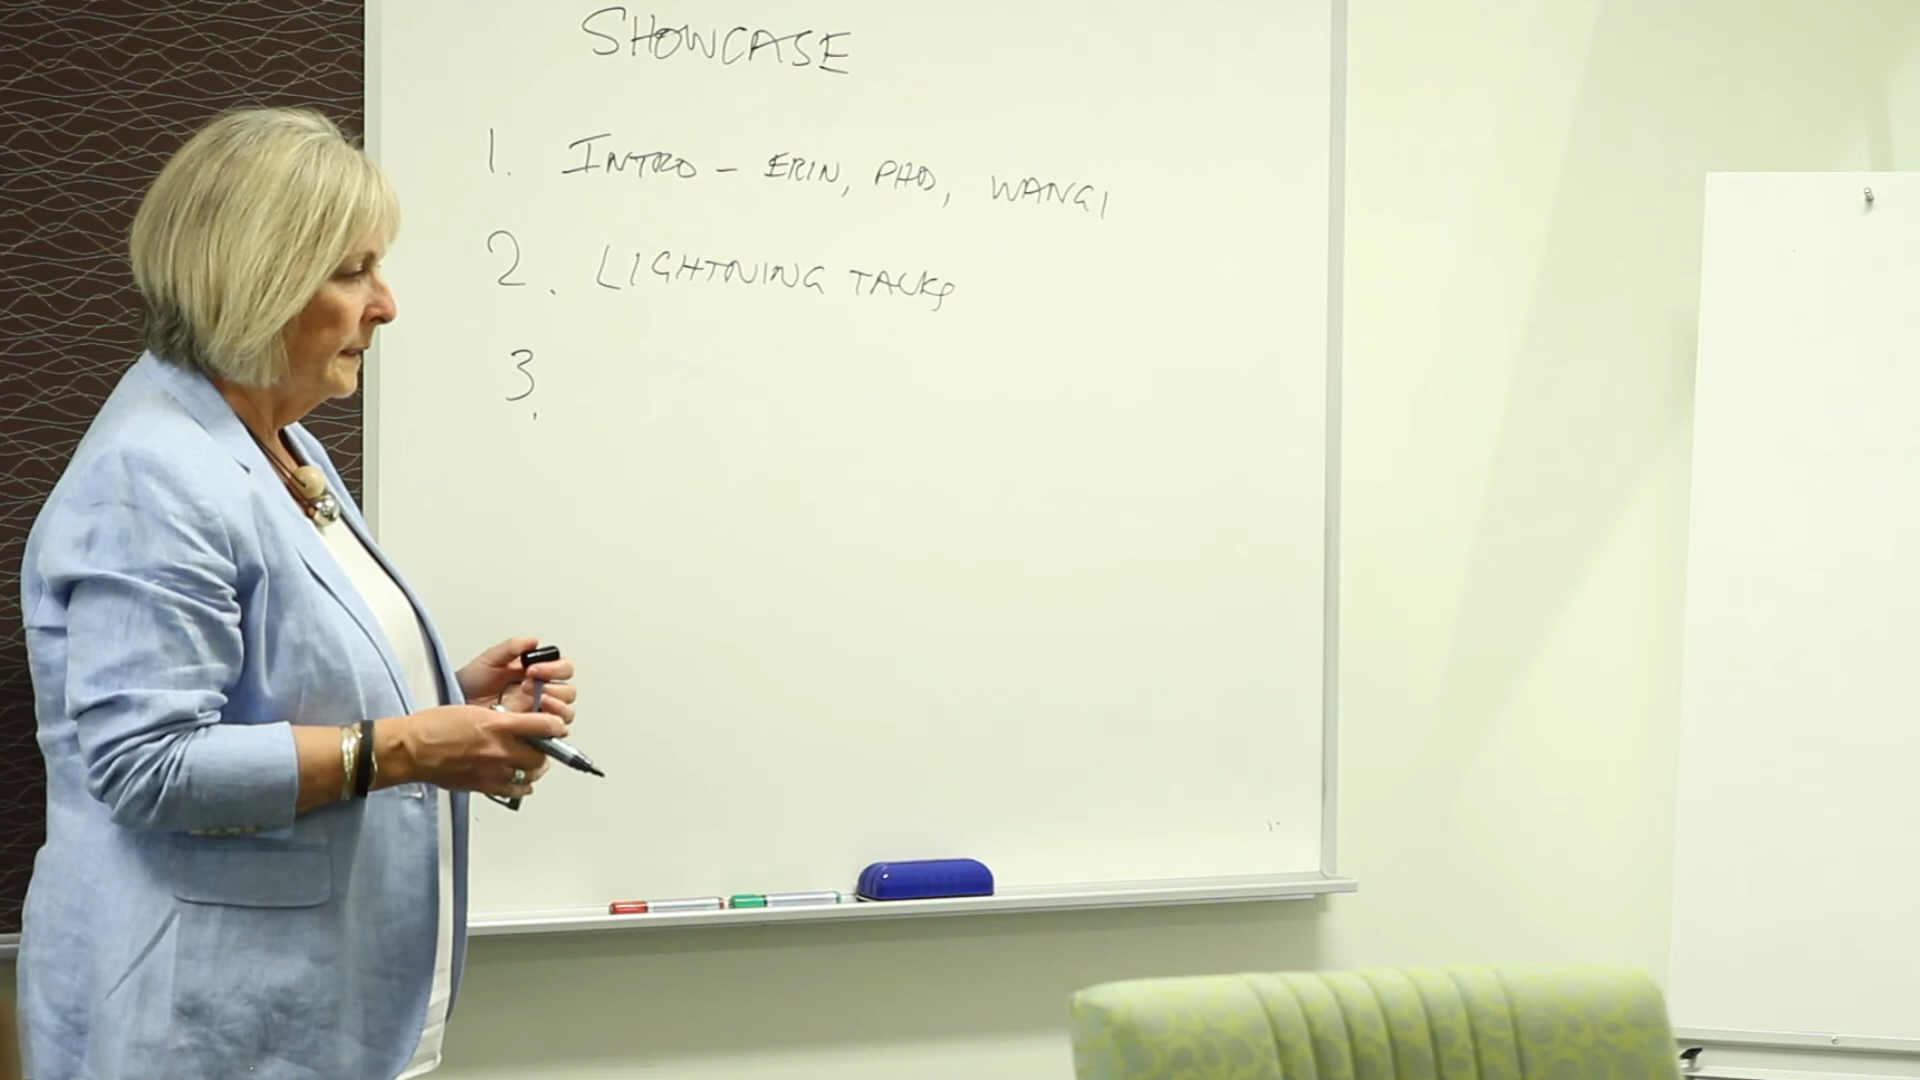 SHOWCASE
1. INTRO - ERIN, PHD, WANGI
2. LIGHTNING TALKS
3.